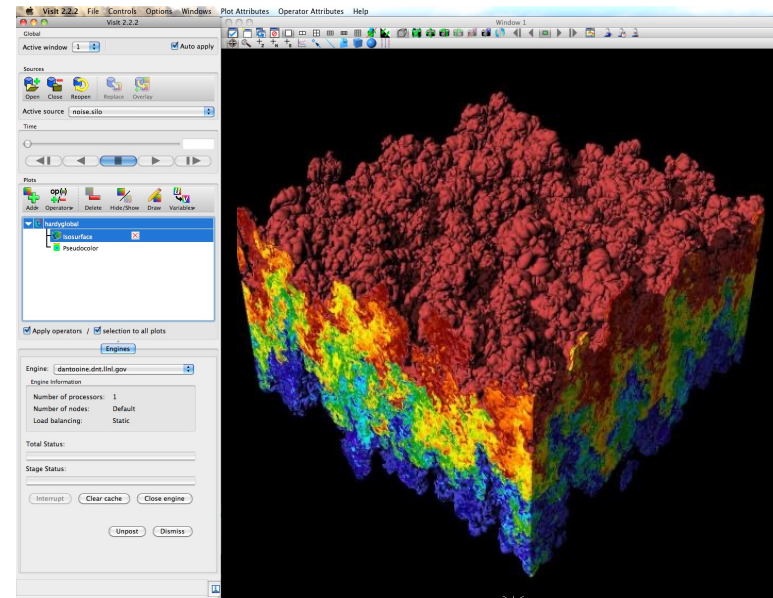 VisIt 2.2.2 File Controls Options Windows Plot Attributes Operator Attributes Help
VisIt 2.2.2
Window 1
Global
Active window 1
Auto apply
Sources
Open Close Reopen Replace Overlay
Active source noise.silo
Time
Plots
op(u)
Add Operators Delete Hide/Show Draw Variables
hardyglobal
Isosurface
Pseudocolor
Apply operators / selection to all plots
Engines
Engine: dantooine.dnt.llnl.gov
Engine Information
Number of processors: 1
Number of nodes: Default
Load balancing: Static
Total Status:
Stage Status:
Interrupt Clear cache Close engine
Unpost Dismiss